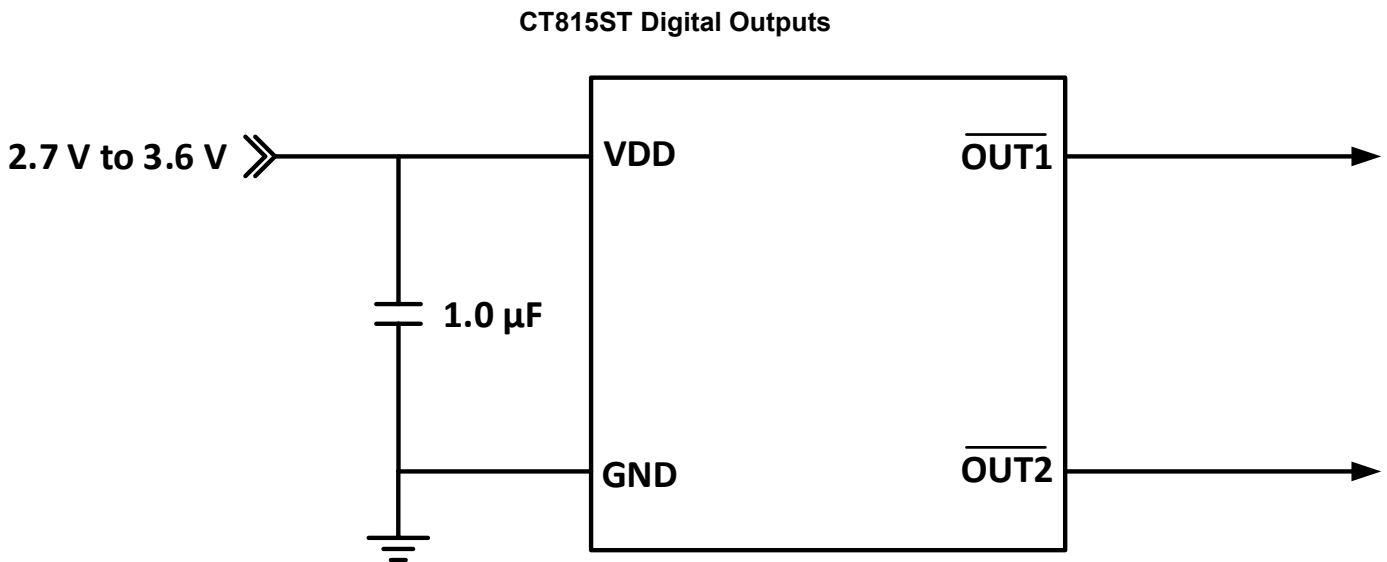 CT815ST Digital Outputs
2.7 V to 3.6 V
VDD
OUT1
1.0 µF
GND
OUT2